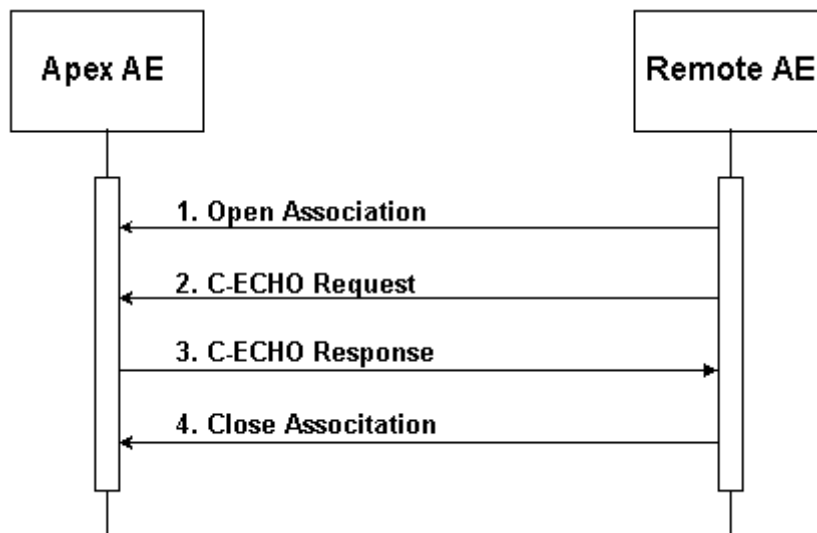 Apex AE
Remote AE
1. Open Association
2. C-ECHO Request
3. C-ECHO Response
4. Close Associtation